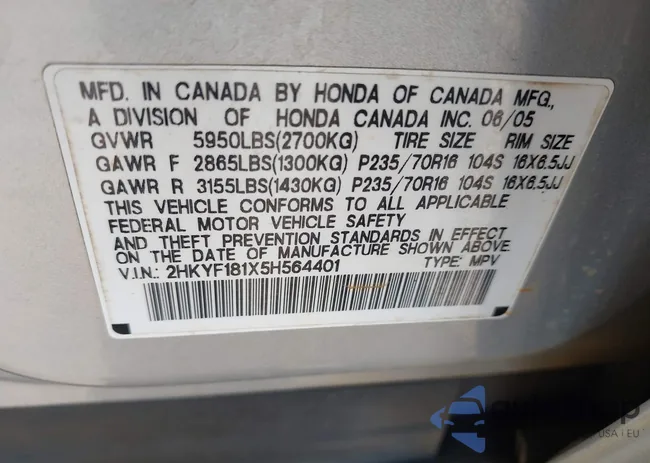 MFD. IN CANADA BY HONDA OF CANADA MFG.,
A DIVISION OF HONDA CANADA INC. 06/05
GVWR 5950LBS(2700KG) TIRE SIZE RIM SIZE
GAWR F 2865LBS(1300KG) P235/70R16 104S 16X6.5JJ
GAWR R 3155LBS(1430KG) P235/70R16 104S 16X6.5JJ
THIS VEHICLE CONFORMS TO ALL APPLICABLE
FEDERAL MOTOR VEHICLE SAFETY
AND THEFT PREVENTION STANDARDS IN EFFECT
ON THE DATE OF MANUFACTURE SHOWN ABOVE.
V.I.N.: 2HKYF181X5H564401 TYPE: MPV
USA | EU